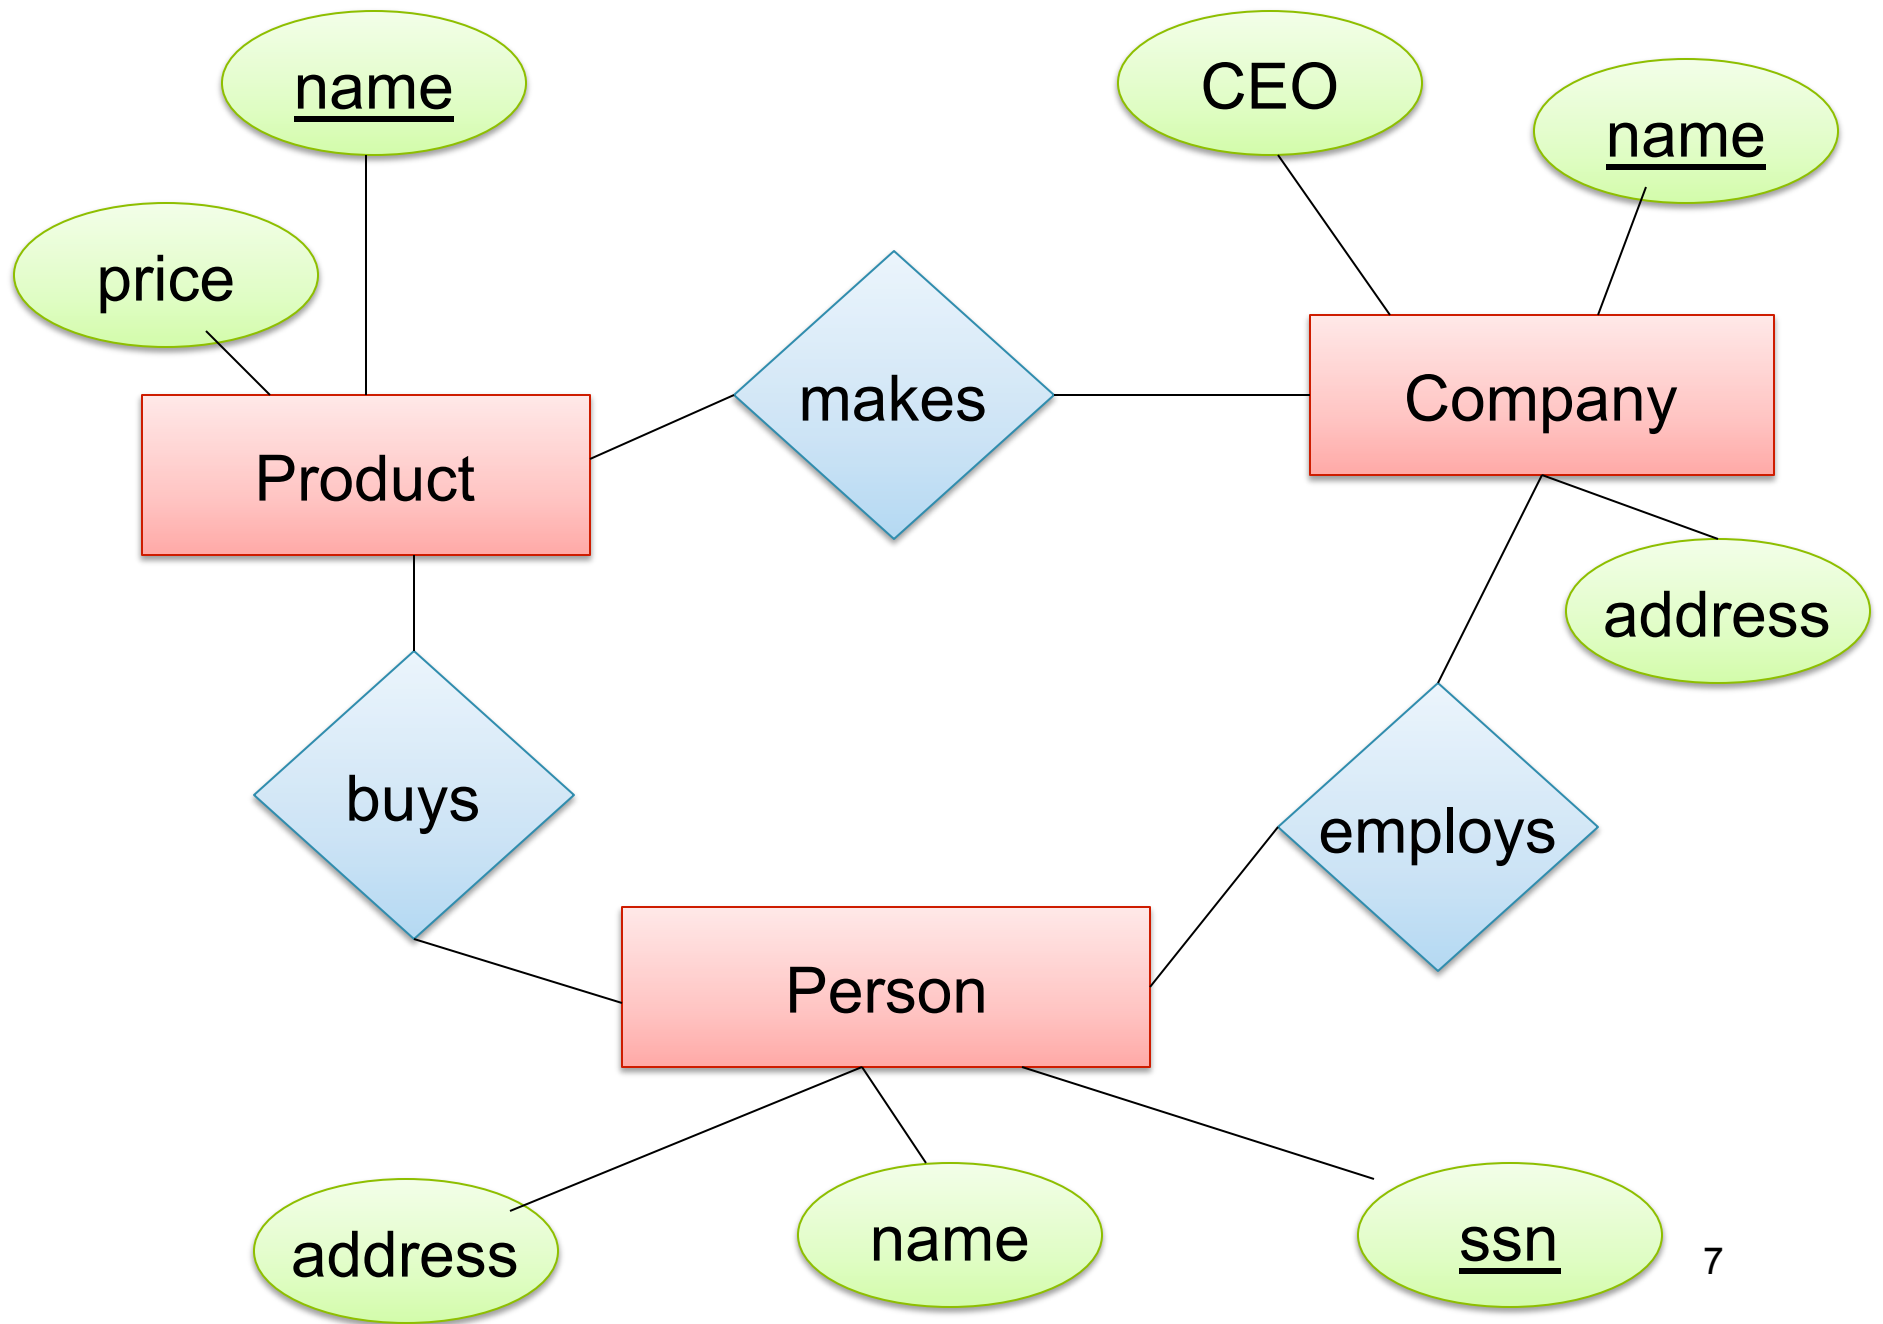 name
CEO
name
price
makes
Company
Product
address
buys
employs
Person
address
name
ssn
7